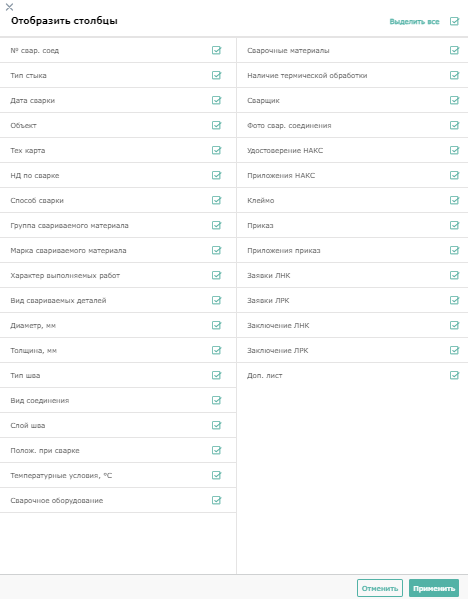 Отобразить столбцы
Выделить все
№ свар. соед
Тип стыка
Дата сварки
Объект
Тех карта
НД по сварке
Способ сварки
Группа свариваемого материала
Марка свариваемого материала
Характер выполняемых работ
Вид свариваемых деталей
Диаметр, мм
Толщина, мм
Тип шва
Вид соединения
Слой шва
Полож. при сварке
Температурные условия, °C
Сварочное оборудование
Сварочные материалы
Наличие термической обработки
Сварщик
Фото свар. соединения
Удостоверение НАКС
Приложения НАКС
Клеймо
Приказ
Приложения приказ
Заявки ЛНК
Заявки ЛРК
Заключение ЛНК
Заключение ЛРК
Доп. лист
Отменить
Применить